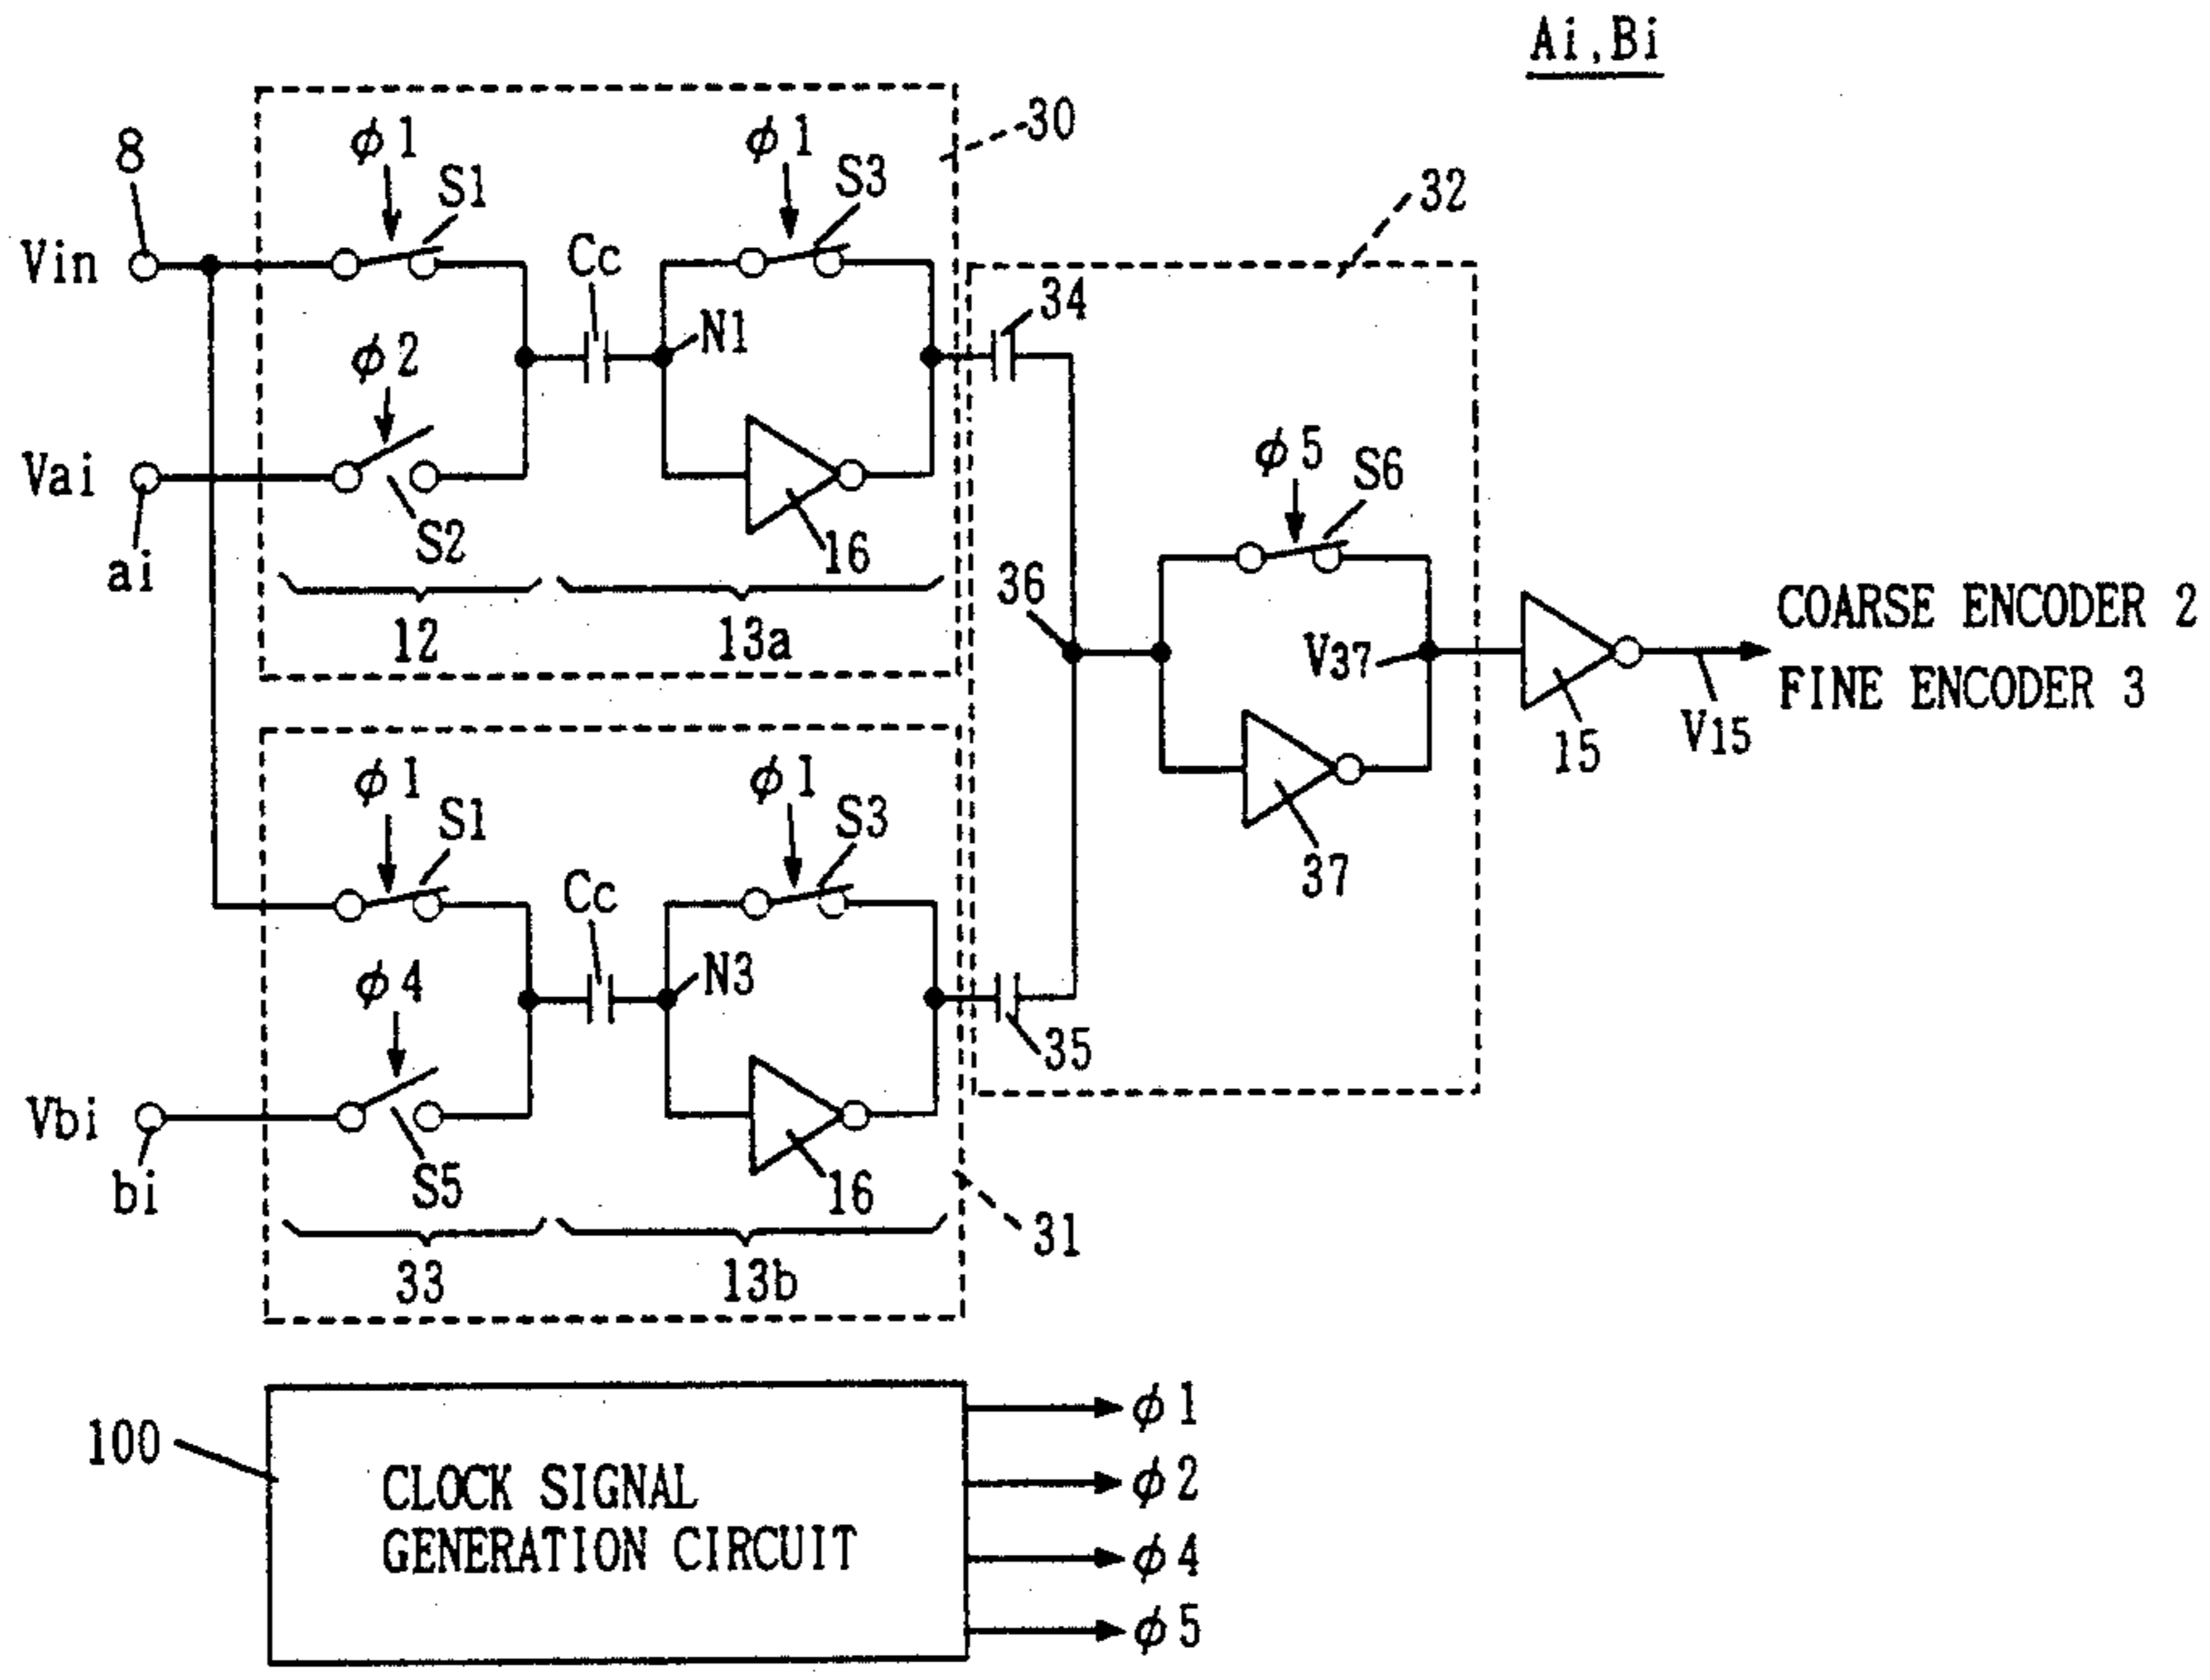 Ai,Bi
8
φ1
S1
φ1
S3
30
32
Vin
Cc
34
N1
φ2
Vai
ai
S2
16
12
13a
φ5
S6
36
V37
COARSE ENCODER 2
FINE ENCODER 3
15
V15
37
φ1
S1
φ1
S3
Cc
N3
φ4
35
Vbi
bi
S5
16
33
13b
31
100
CLOCK SIGNAL
GENERATION CIRCUIT
φ1
φ2
φ4
φ5